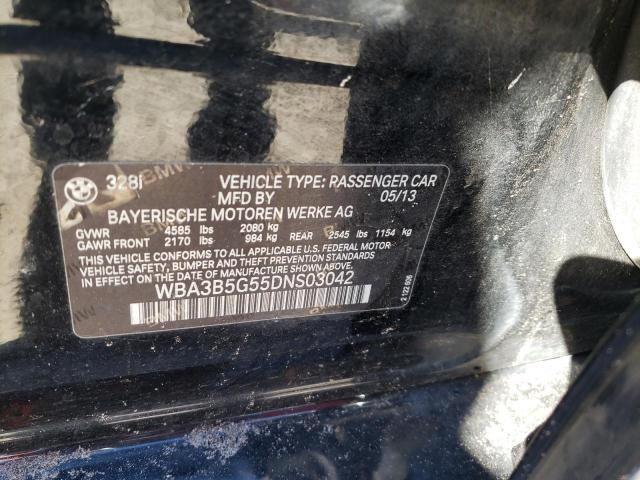 BMW
328i VEHICLE TYPE: PASSENGER CAR
MFD BY 05/13
BAYERISCHE MOTOREN WERKE AG
GVWR 4585 lbs 2080 kg
GAWR FRONT 2170 lbs 984 kg REAR 2545 lbs 1154 kg
THIS VEHICLE CONFORMS TO ALL APPLICABLE U.S. FEDERAL MOTOR
VEHICLE SAFETY, BUMPER, AND THEFT PREVENTION STANDARDS IN
EFFECT ON THE DATE OF MANUFACTURE SHOWN ABOVE.
WBA3B5G55DNS03042